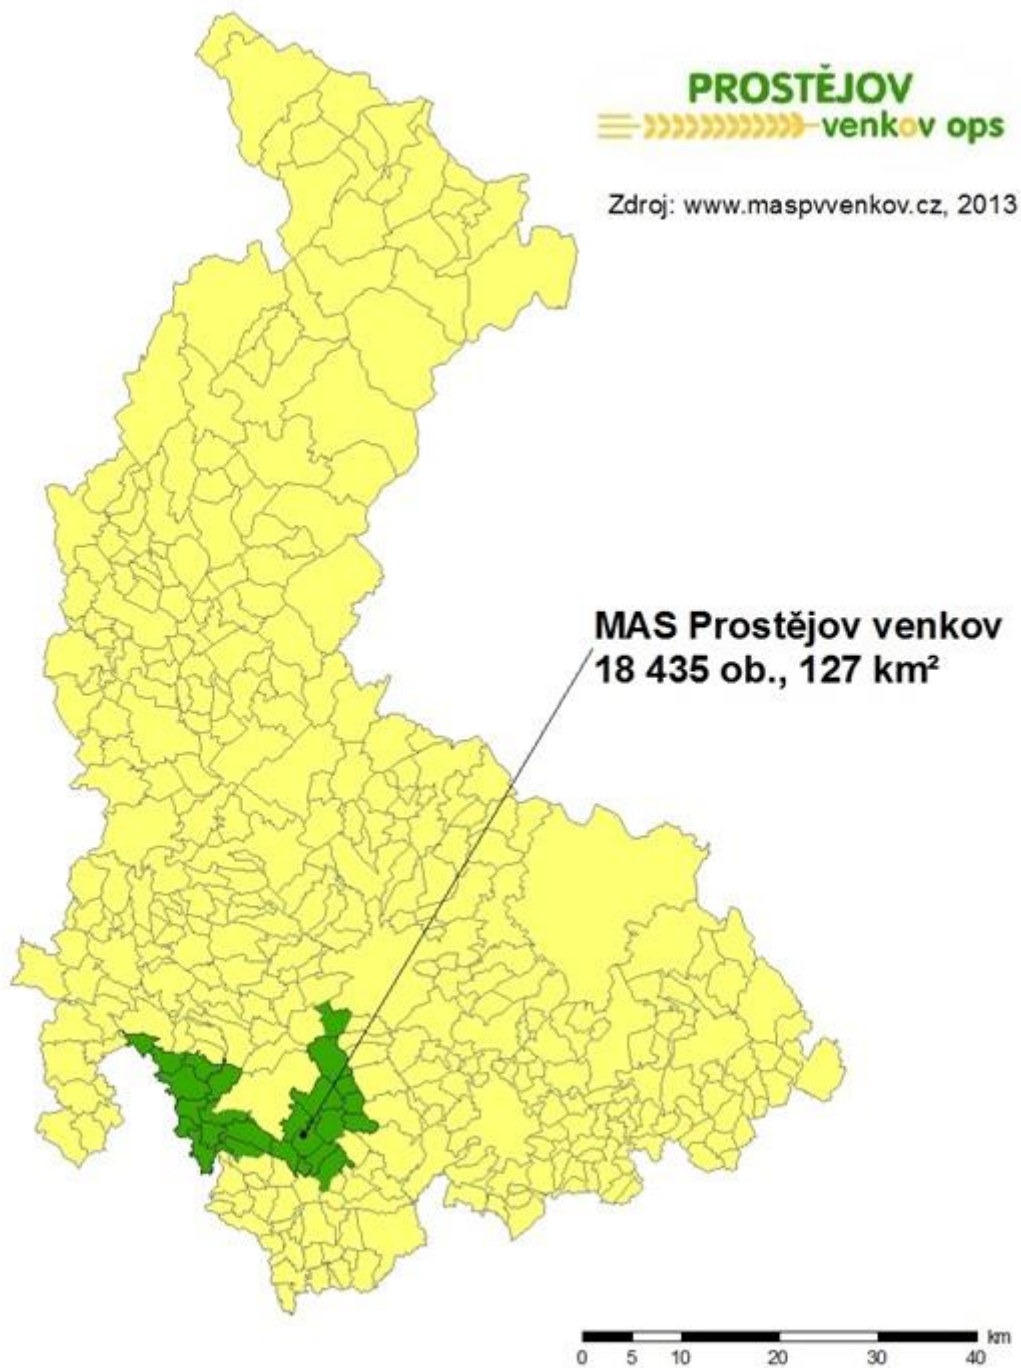 PROSTĚJOV
venkov ops
Zdroj: www.maspvvenkov.cz, 2013
MAS Prostějov venkov
18 435 ob., 127 km²
km
0 5 10 20 30 40